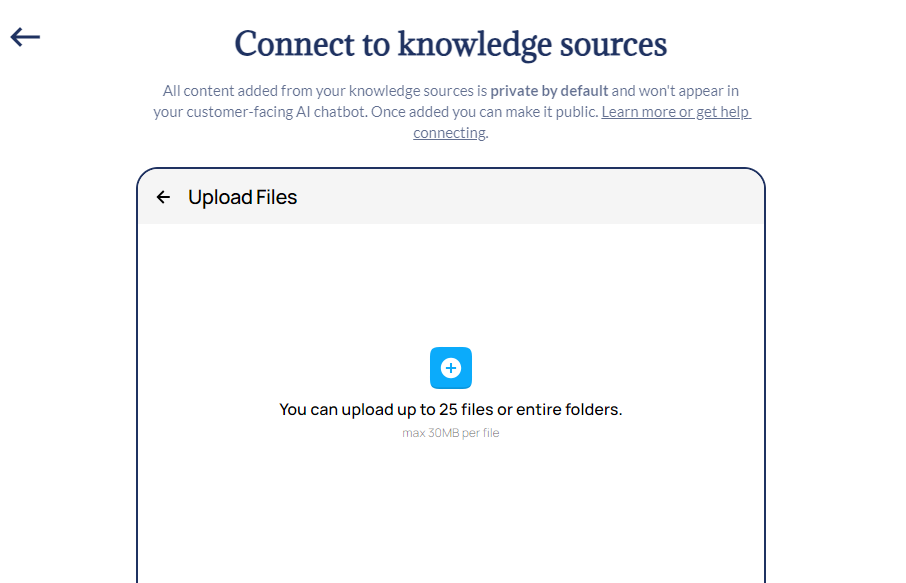 Connect to knowledge sources
All content added from your knowledge sources is private by default and won't appear in
your customer-facing AI chatbot. Once added you can make it public. Learn more or get help
connecting.
Upload Files
You can upload up to 25 files or entire folders.
max 30MB per file